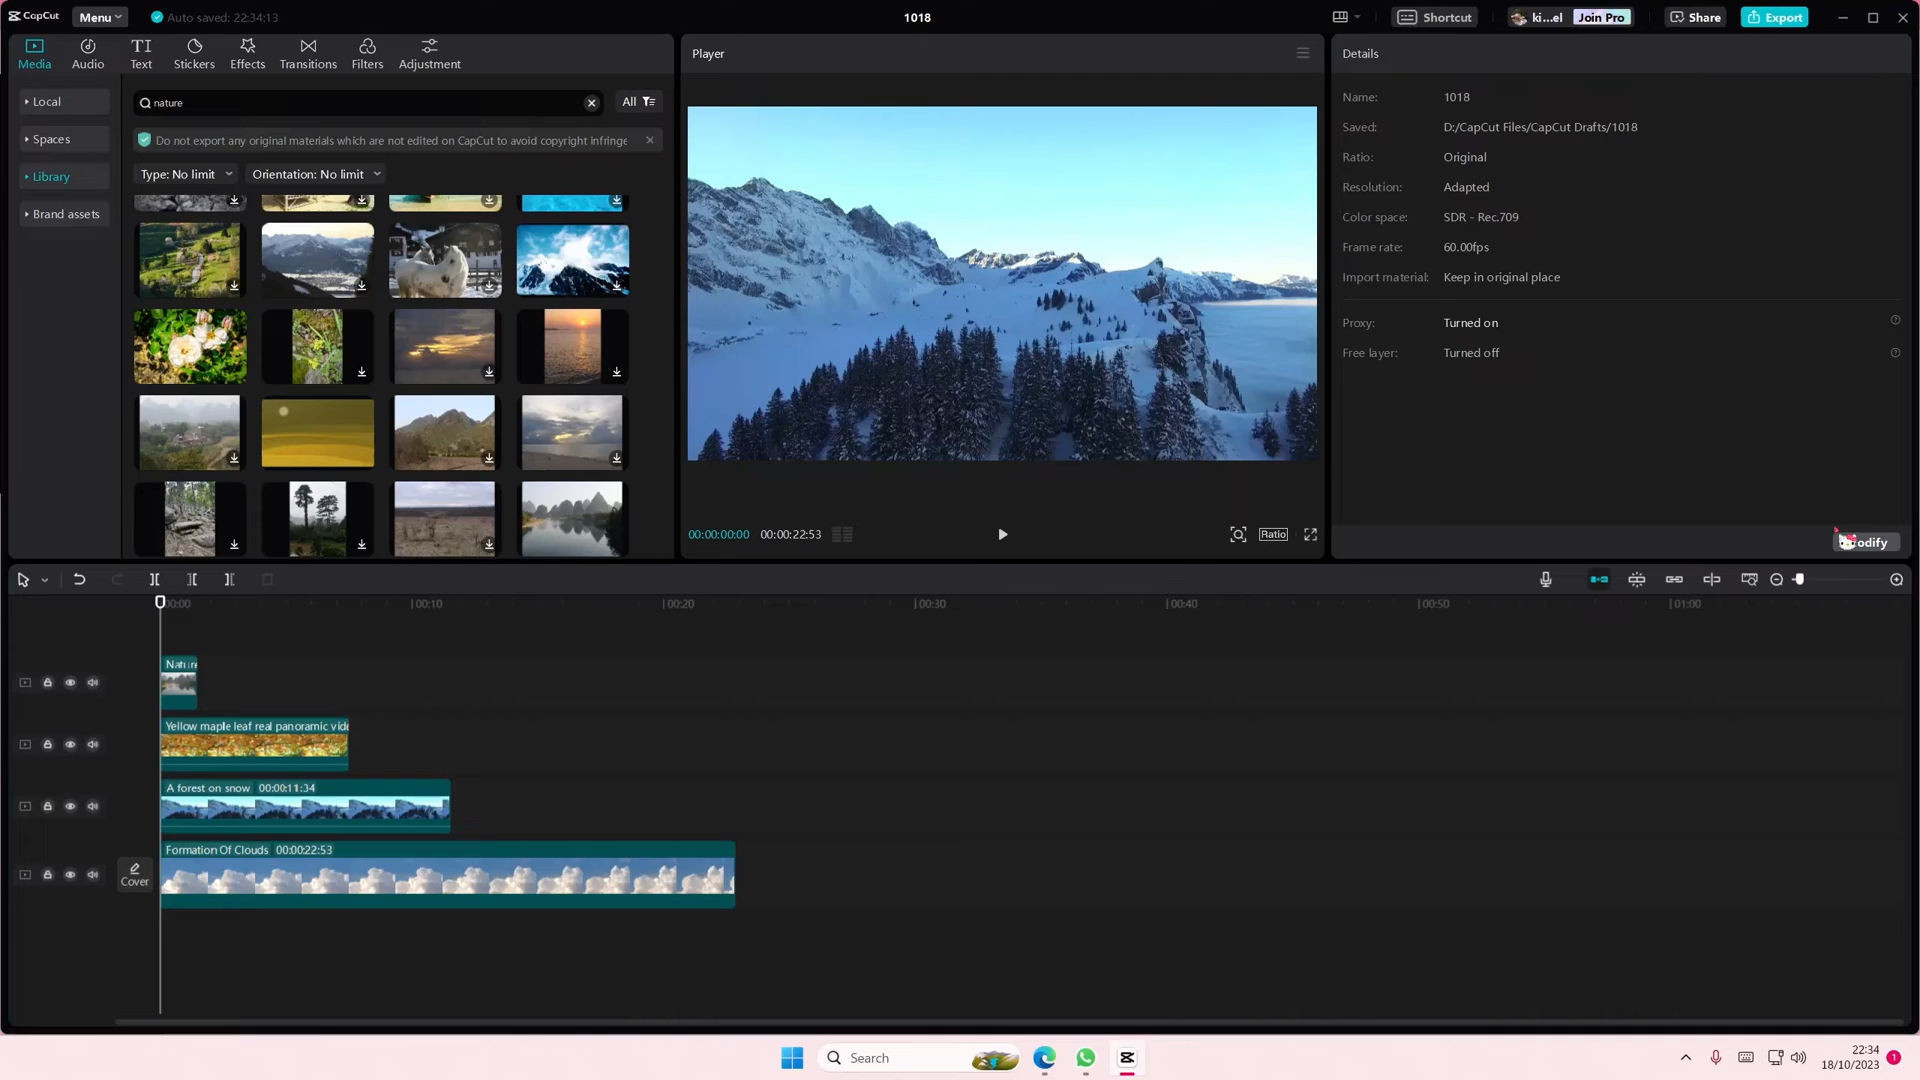 CapCut
Menu
Auto saved: 22:34:13
1018
Shortcut
ki...el
Join Pro
Share
Export
Media
Audio
Text
Stickers
Effects
Transitions
Filters
Adjustment
Player
Details
Local
Spaces
Library
Brand assets
nature
All
Do not export any original materials which are not edited on CapCut to avoid copyright infringe
Type: No limit
Orientation: No limit
Name: 1018
Saved: D:/CapCut Files/CapCut Drafts/1018
Ratio: Original
Resolution: Adapted
Color space: SDR - Rec.709
Frame rate: 60.00fps
Import material: Keep in original place
Proxy: Turned on
Free layer: Turned off
odify
00:00:00:00
00:00:22:53
Ratio
00:00
00:10
00:20
00:30
00:40
00:50
01:00
Nature
Yellow maple leaf real panoramic vide
A forest on snow 00:00:11:34
Formation Of Clouds 00:00:22:53
Cover
Search
22:34
18/10/2023
1